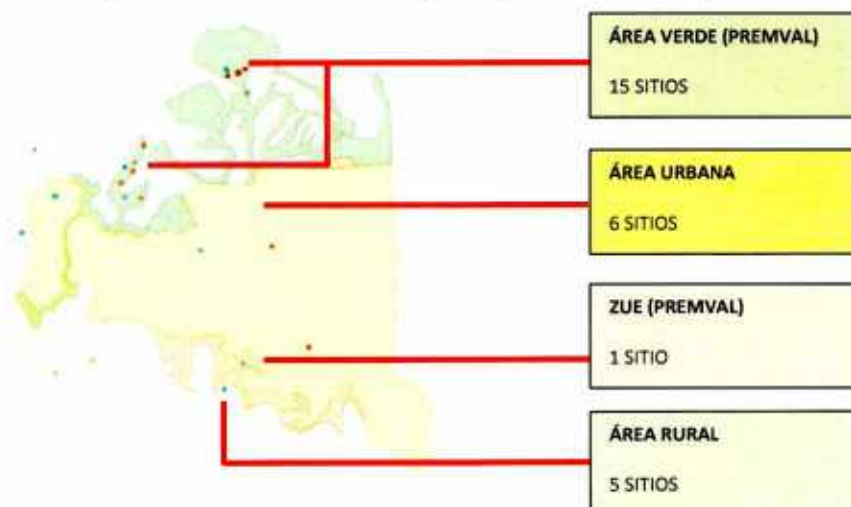 ÁREA VERDE (PREMVAL)
15 SITIOS
ÁREA URBANA
6 SITIOS
ZUE (PREMVAL)
1 SITIO
ÁREA RURAL
5 SITIOS